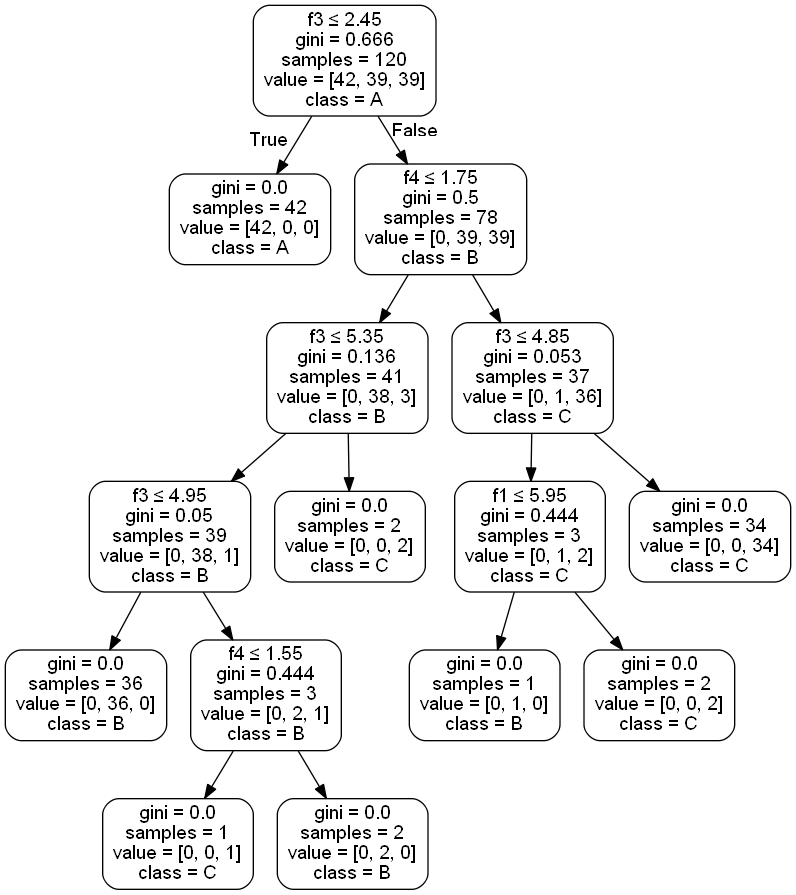 f3 ≤ 2.45
gini = 0.666
samples = 120
value = [42, 39, 39]
class = A
True
False
gini = 0.0
samples = 42
value = [42, 0, 0]
class = A
f4 ≤ 1.75
gini = 0.5
samples = 78
value = [0, 39, 39]
class = B
f3 ≤ 5.35
gini = 0.136
samples = 41
value = [0, 38, 3]
class = B
f3 ≤ 4.85
gini = 0.053
samples = 37
value = [0, 1, 36]
class = C
f3 ≤ 4.95
gini = 0.05
samples = 39
value = [0, 38, 1]
class = B
gini = 0.0
samples = 2
value = [0, 0, 2]
class = C
f1 ≤ 5.95
gini = 0.444
samples = 3
value = [0, 1, 2]
class = C
gini = 0.0
samples = 34
value = [0, 0, 34]
class = C
gini = 0.0
samples = 36
value = [0, 36, 0]
class = B
f4 ≤ 1.55
gini = 0.444
samples = 3
value = [0, 2, 1]
class = B
gini = 0.0
samples = 1
value = [0, 1, 0]
class = B
gini = 0.0
samples = 2
value = [0, 0, 2]
class = C
gini = 0.0
samples = 1
value = [0, 0, 1]
class = C
gini = 0.0
samples = 2
value = [0, 2, 0]
class = B